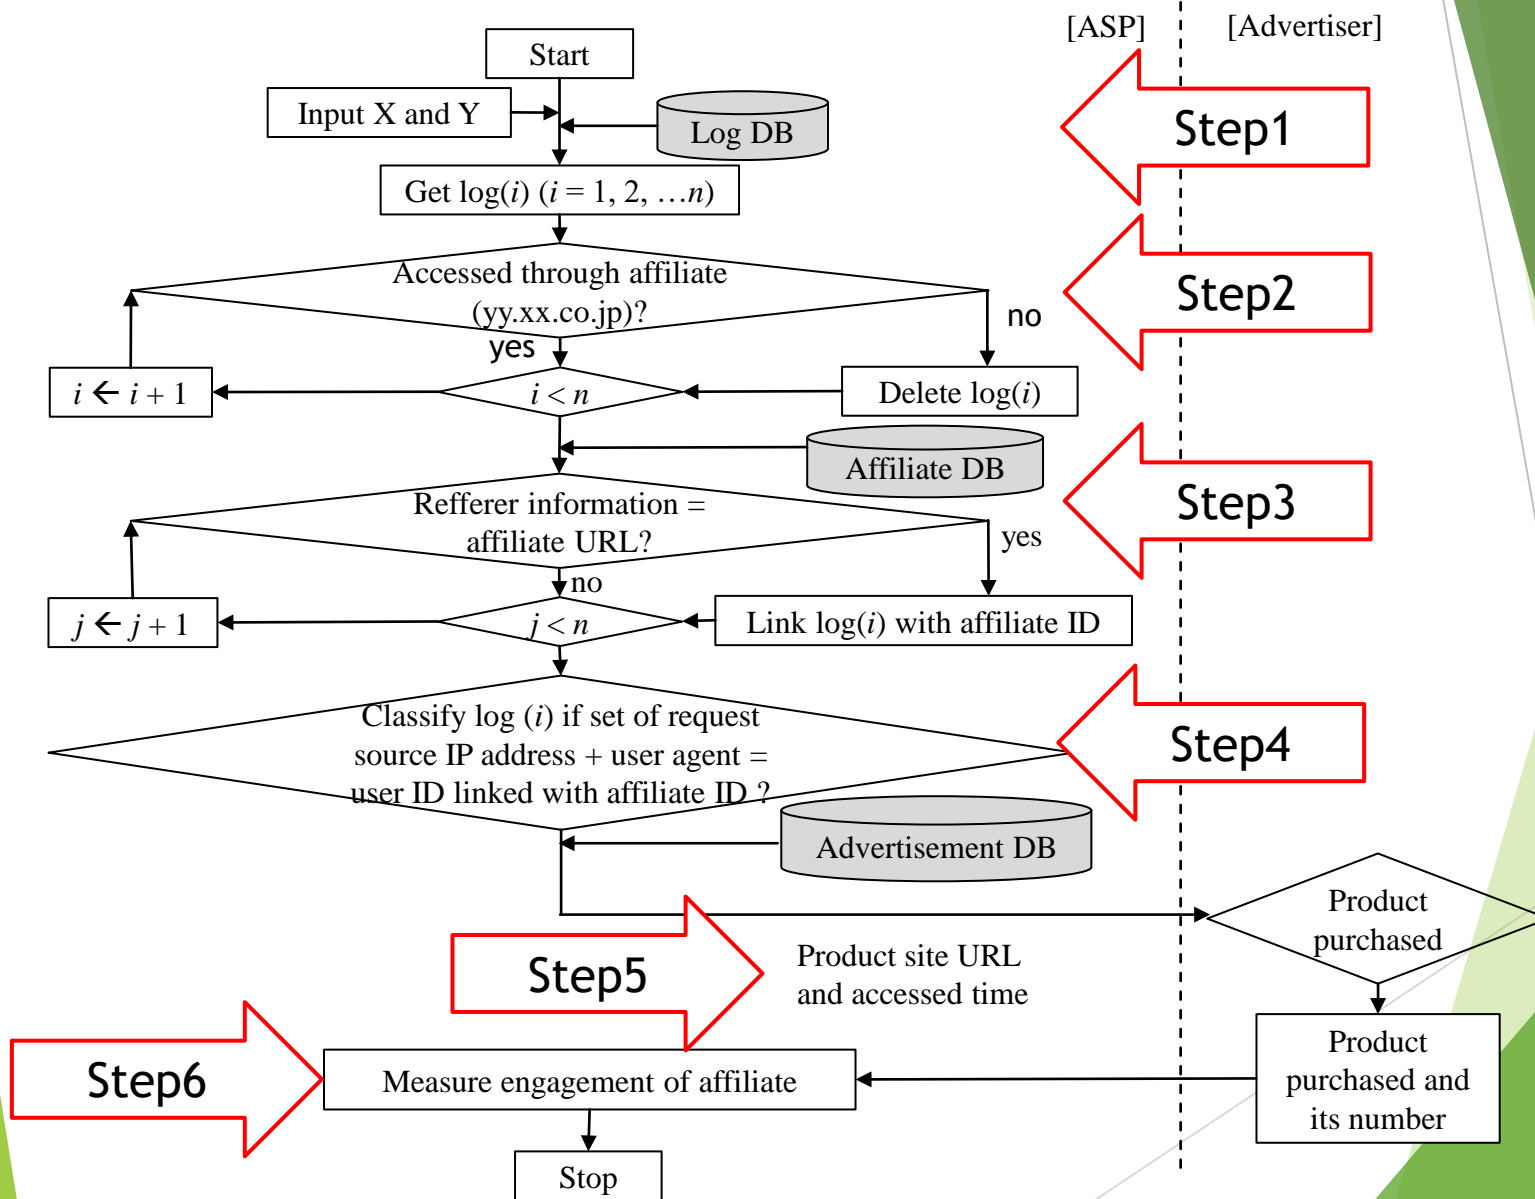 [ASP]
[Advertiser]
Start
Input X and Y
Log DB
Step1
Get log(i) (i = 1, 2, …n)
Accessed through affiliate
(yy.xx.co.jp)?
Step2
no
yes
i ← i + 1
i < n
Delete log(i)
Affiliate DB
Refferer information =
affiliate URL?
Step3
yes
no
j ← j + 1
j < n
Link log(i) with affiliate ID
Classify log (i) if set of request
source IP address + user agent =
user ID linked with affiliate ID ?
Step4
Advertisement DB
Product
purchased
Step5
Product site URL
and accessed time
Step6
Measure engagement of affiliate
Product
purchased and
its number
Stop